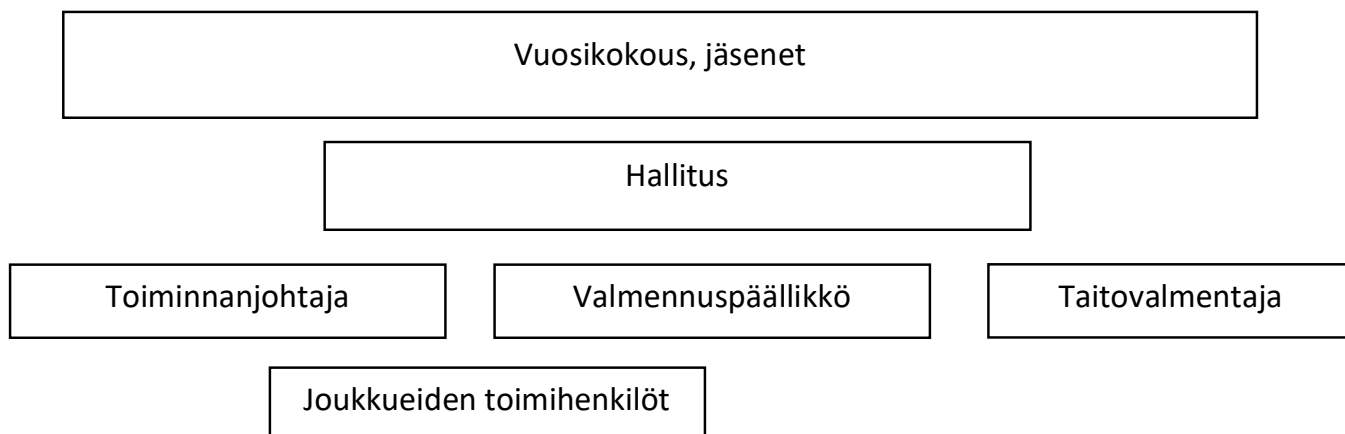 Vuosikokous, jäsenet
Hallitus
Toiminnanjohtaja
Valmennuspäällikkö
Taitovalmentaja
Joukkueiden toimihenkilöt